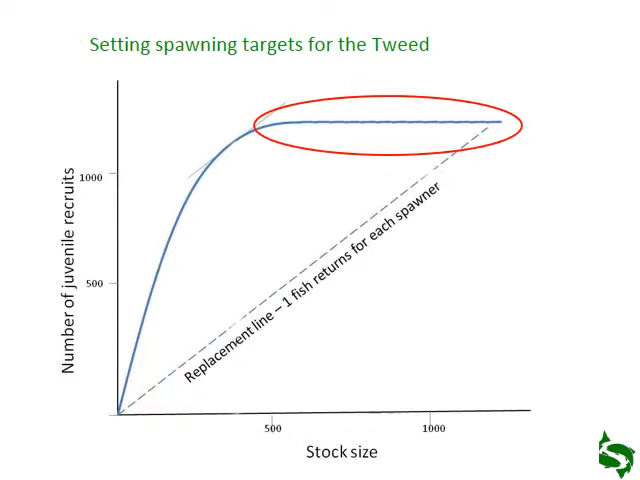 Setting spawning targets for the Tweed
Number of juvenile recruits
1000
500
Replacement line – 1 fish returns for each spawner
500
1000
Stock size